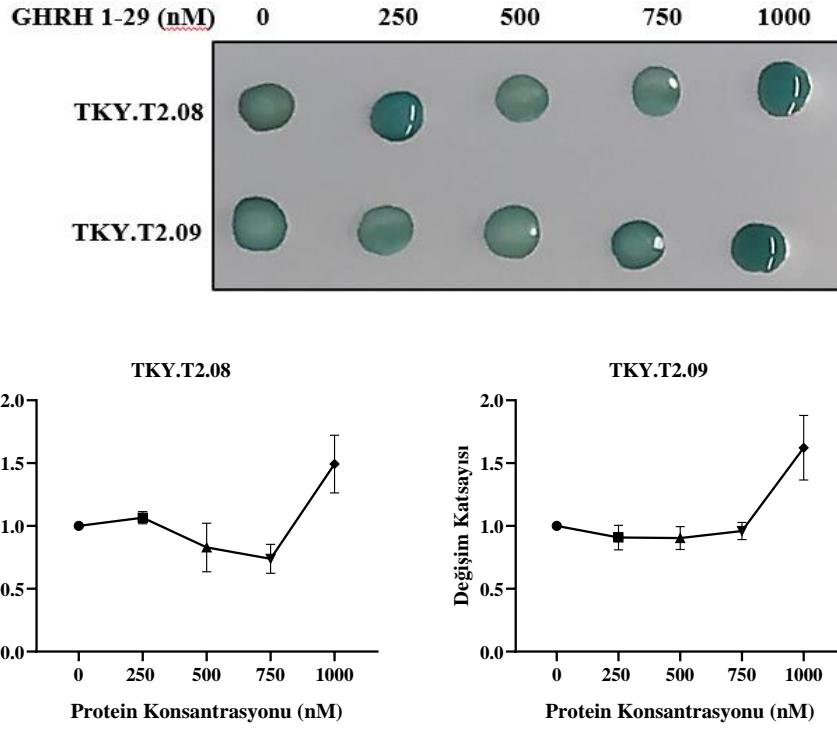 GHRH 1-29 (nM) 0 250 500 750 1000
TKY.T2.08
TKY.T2.09
TKY.T2.08
2.0
1.5
1.0
0.5
0.0
0 250 500 750 1000
Protein Konsantrasyonu (nM)
TKY.T2.09
Değişim Katsayısı
2.0
1.5
1.0
0.5
0.0
0 250 500 750 1000
Protein Konsantrasyonu (nM)